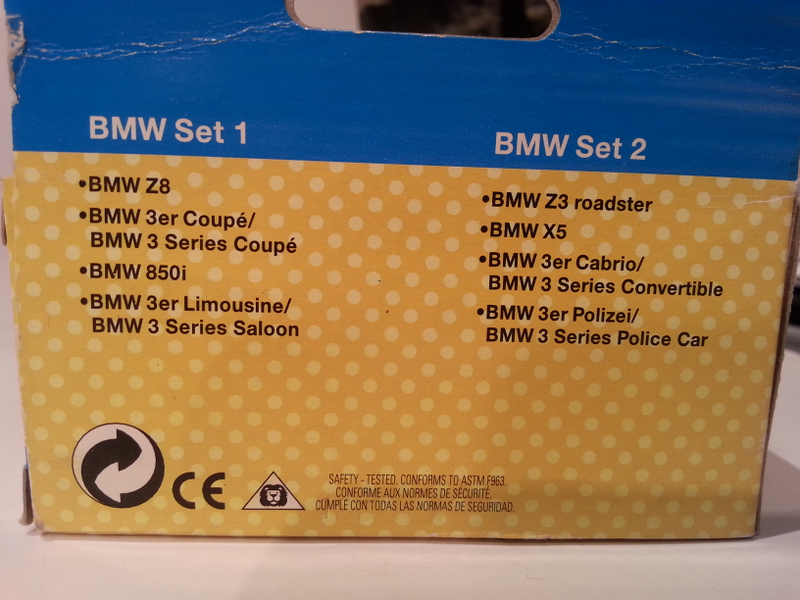 BMW Set 1
•BMW Z8
•BMW 3er Coupé/
BMW 3 Series Coupé
•BMW 850i
•BMW 3er Limousine/
BMW 3 Series Saloon
BMW Set 2
•BMW Z3 roadster
•BMW X5
•BMW 3er Cabrio/
BMW 3 Series Convertible
•BMW 3er Polizei/
BMW 3 Series Police Car
CE
SAFETY - TESTED. CONFORMS TO ASTM F963.
CONFORME AUX NORMES DE SÉCURITÉ.
CUMPLE CON TODAS LAS NORMAS DE SEGURIDAD.